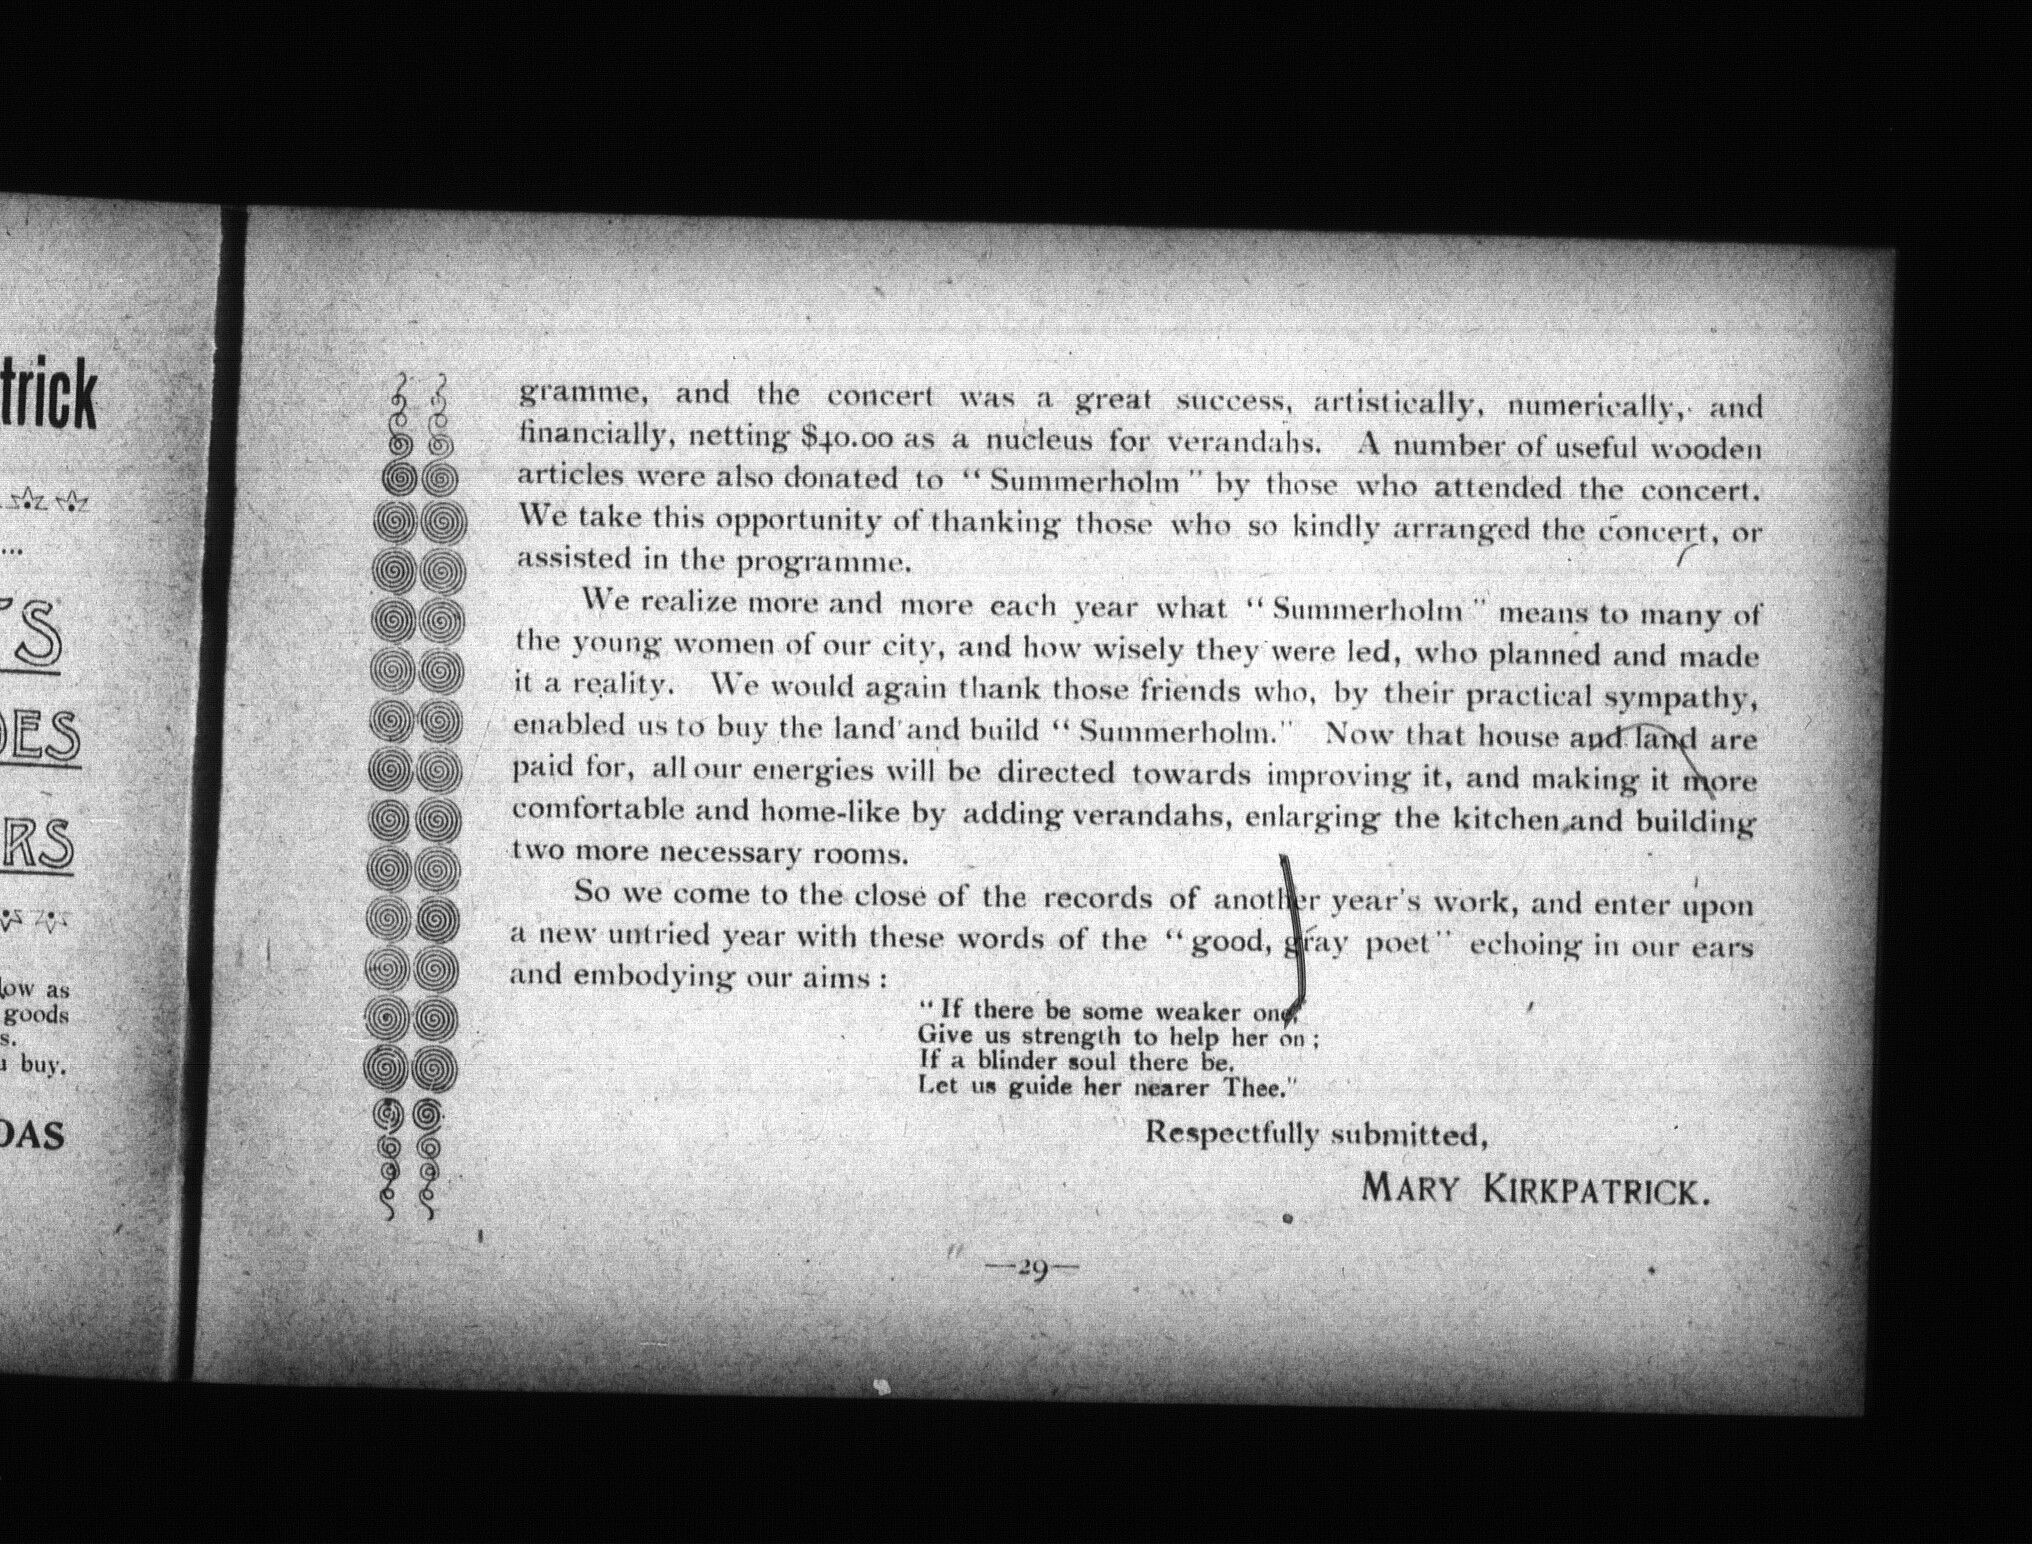 trick
...
'S
OES
RS
low as
goods
s.
u buy.
DAS
gramme, and the concert was a great success, artistically, numerically, and
financially, netting $40.00 as a nucleus for verandahs. A number of useful wooden
articles were also donated to "Summerholm" by those who attended the concert.
We take this opportunity of thanking those who so kindly arranged the concert, or
assisted in the programme.
We realize more and more each year what "Summerholm" means to many of
the young women of our city, and how wisely they were led, who planned and made
it a reality. We would again thank those friends who, by their practical sympathy,
enabled us to buy the land and build "Summerholm." Now that house and land are
paid for, all our energies will be directed towards improving it, and making it more
comfortable and home-like by adding verandahs, enlarging the kitchen and building
two more necessary rooms.
So we come to the close of the records of another year's work, and enter upon
a new untried year with these words of the "good, gray poet" echoing in our ears
and embodying our aims :
"If there be some weaker one,
Give us strength to help her on ;
If a blinder soul there be,
Let us guide her nearer Thee."
Respectfully submitted,
MARY KIRKPATRICK.
—29—